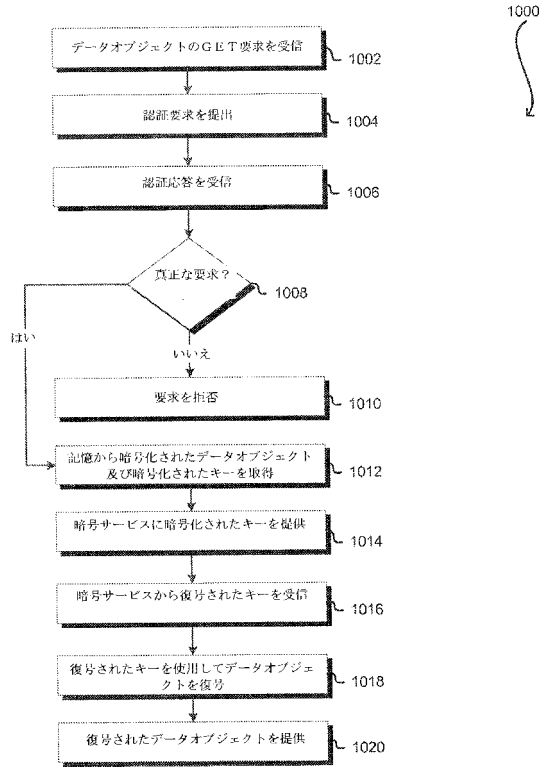 1000
データオブジェクトのGET要求を受信
1002
認証要求を提出
1004
認証応答を受信
1006
真正な要求?
1008
はい
いいえ
要求を拒否
1010
記憶から暗号化されたデータオブジェクト
及び暗号化されたキーを取得
1012
暗号サービスに暗号化されたキーを提供
1014
暗号サービスから復号されたキーを受信
1016
復号されたキーを使用してデータオブジェ
クトを復号
1018
復号されたデータオブジェクトを提供
1020